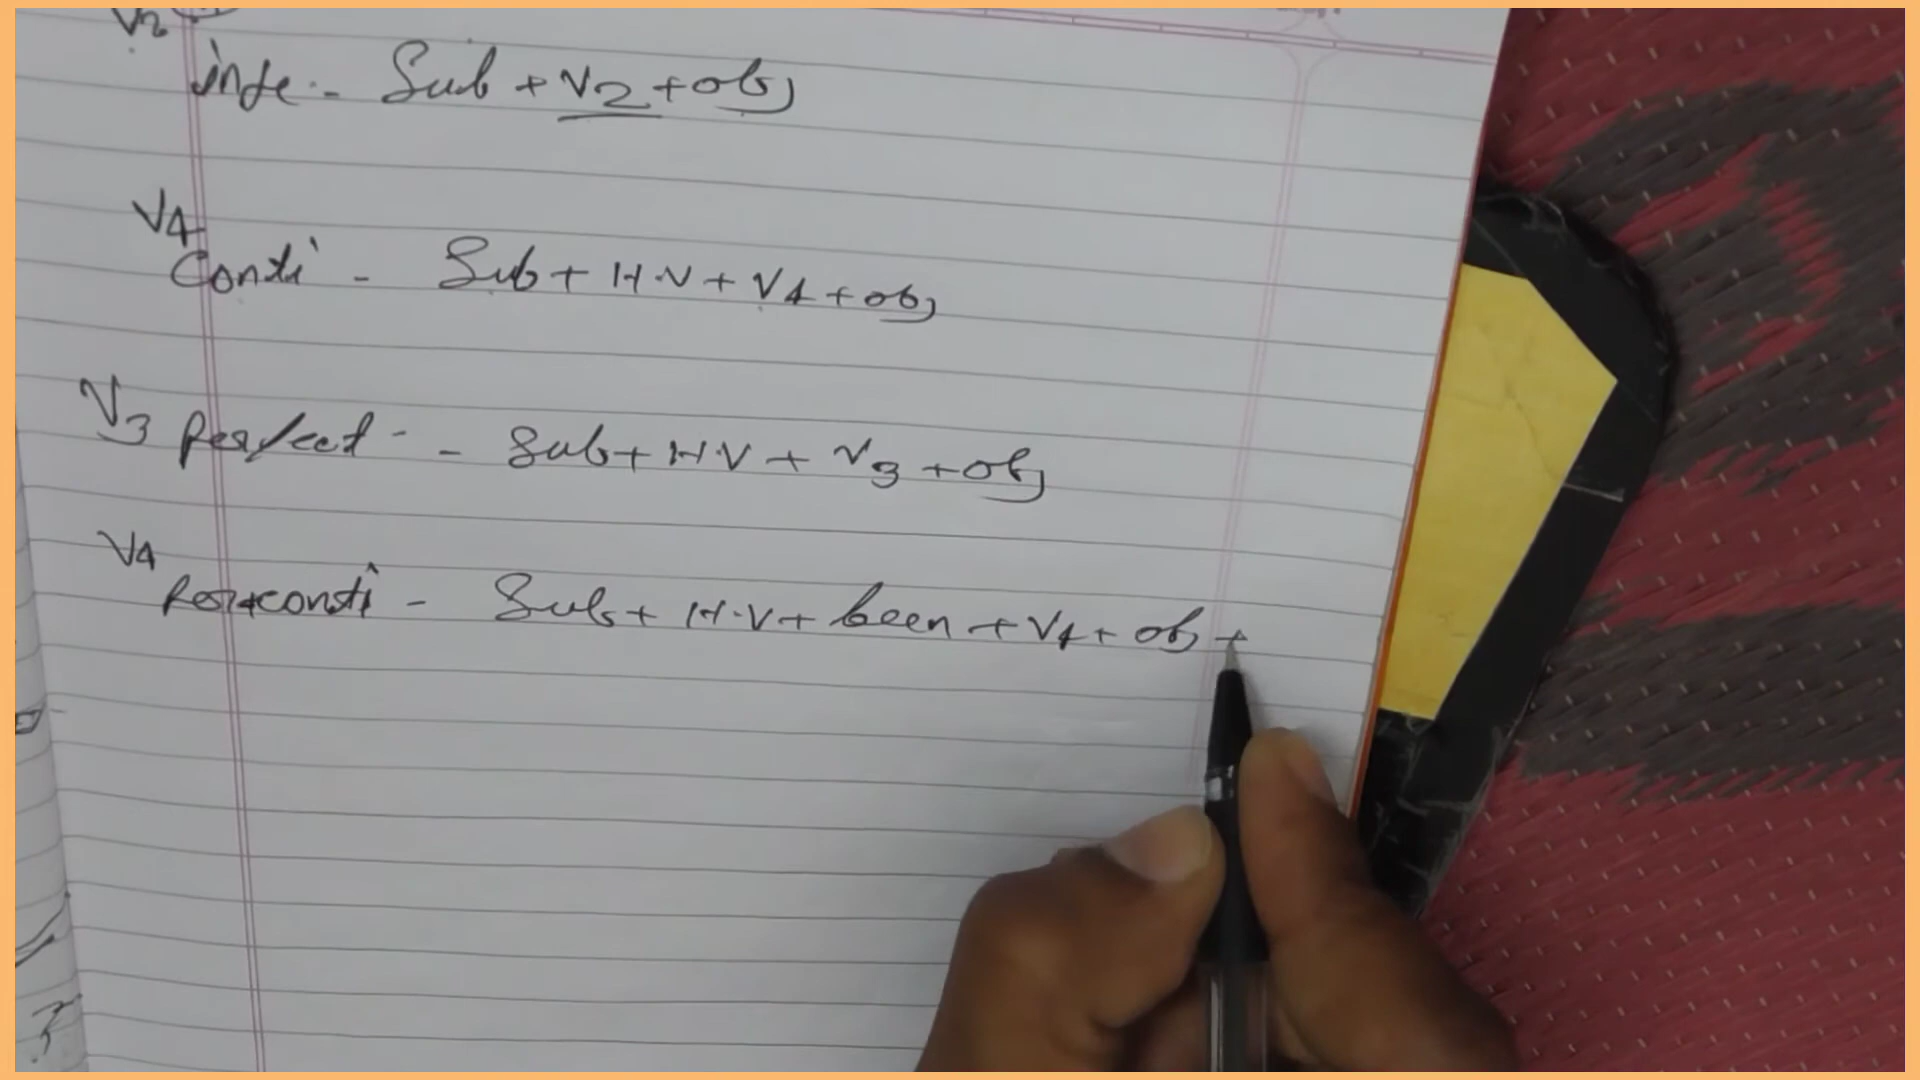 V2
inde - Sub + V2 + obj
V4
Conti - Sub + H.V + V4 + obj
V3 perfect - - Sub + H.V + V3 + obj
V4
Per+conti - Sub + H.V + been + V4 + obj +